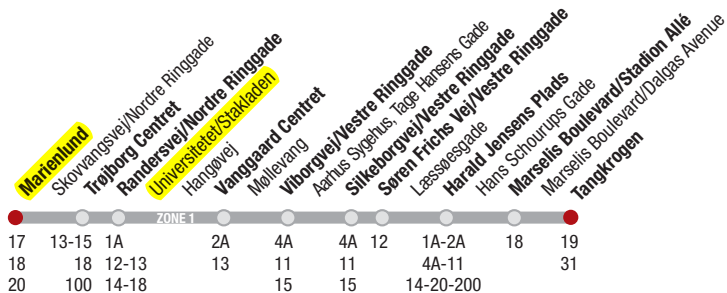 Marienlund
Skovvangsvej/Nordre Ringgade
Trøjborg Centret
Randersvej/Nordre Ringgade
Universitetet/Stakladen
Hangøvej
Vanggaard Centret
Møllevang
Viborgvej/Vestre Ringgade
Aarhus Sygehus, Tage Hansens Gade
Silkeborgvej/Vestre Ringgade
Søren Frichs Vej/Vestre Ringgade
Læssøesgade
Harald Jensens Plads
Hans Schourups Gade
Marselis Boulevard/Stadion Allé
Marselis Boulevard/Dalgas Avenue
Tangkrogen
ZONE 1
17 13-15 1A 2A 4A 4A 12 1A-2A 18 19
18 18 12-13 13 11 11 4A-11 31
20 100 14-18 15 15 14-20-200